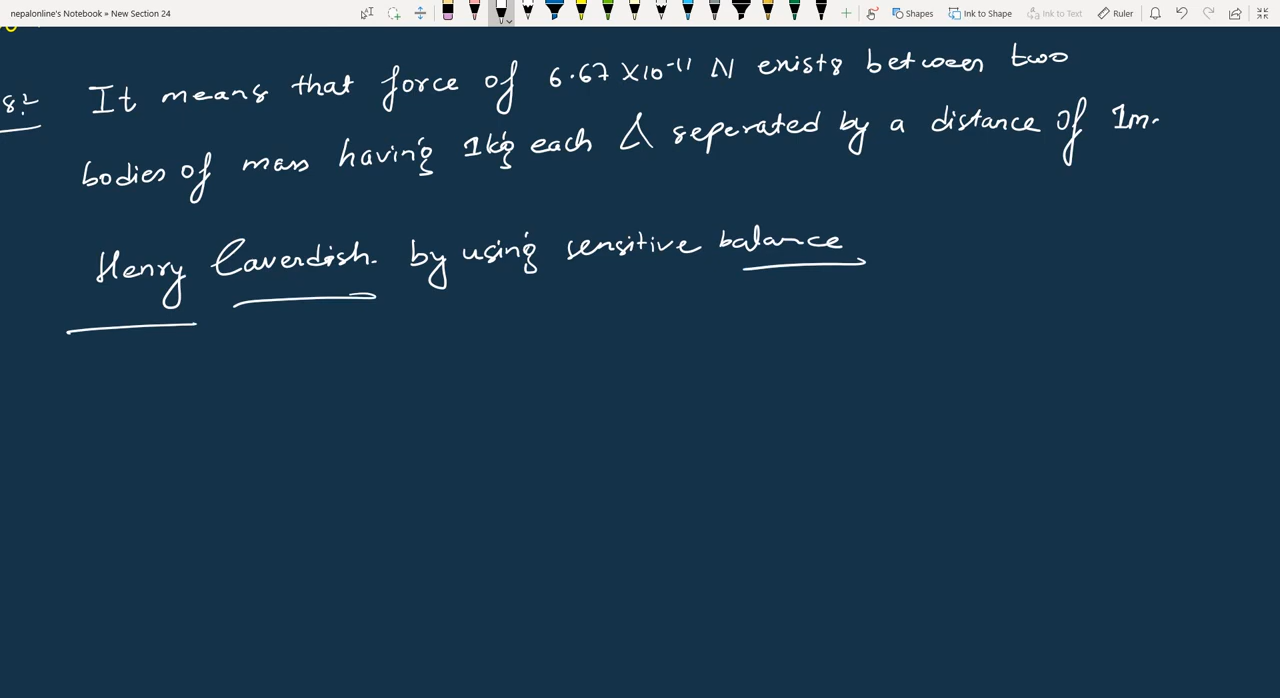 nepalonline's Notebook » New Section 24
Shapes Ink to Shape Ink to Text Ruler
8:- It means that force of 6.67 X10⁻¹¹ N exists between two
bodies of mass having 1kg each & seperated by a distance of 1m.
Henry Caverdish. by using sensitive balance